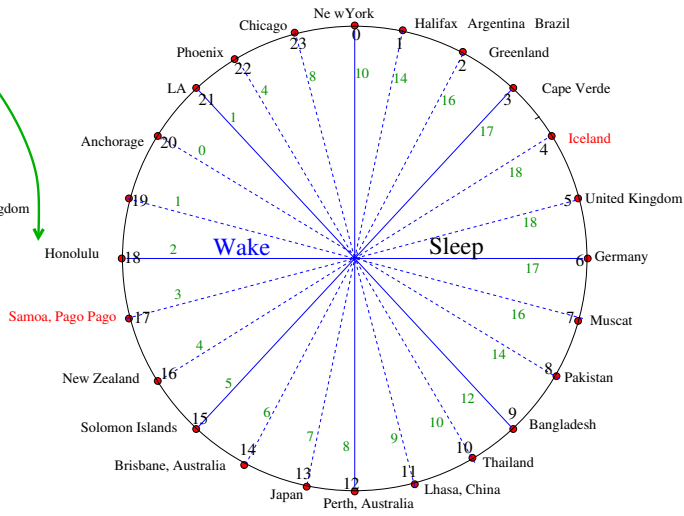 Ne wYork
Chicago
23
0
1
Halifax Argentina Brazil
Phoenix
22
2
Greenland
8
10
14
LA
21
4
16
3
Cape Verde
1
17
Anchorage
20
0
4
Iceland
18
19
1
5
United Kingdom
gdom
18
Honolulu
18
2
Wake
Sleep
17
6
Germany
Samoa, Pago Pago
17
3
16
7
Muscat
New Zealand
16
4
14
8
Pakistan
5
12
Solomon Islands
15
6
10
9
Bangladesh
7
8
9
Brisbane, Australia
14
10
Thailand
Japan
13
12
11
Lhasa, China
Perth, Australia